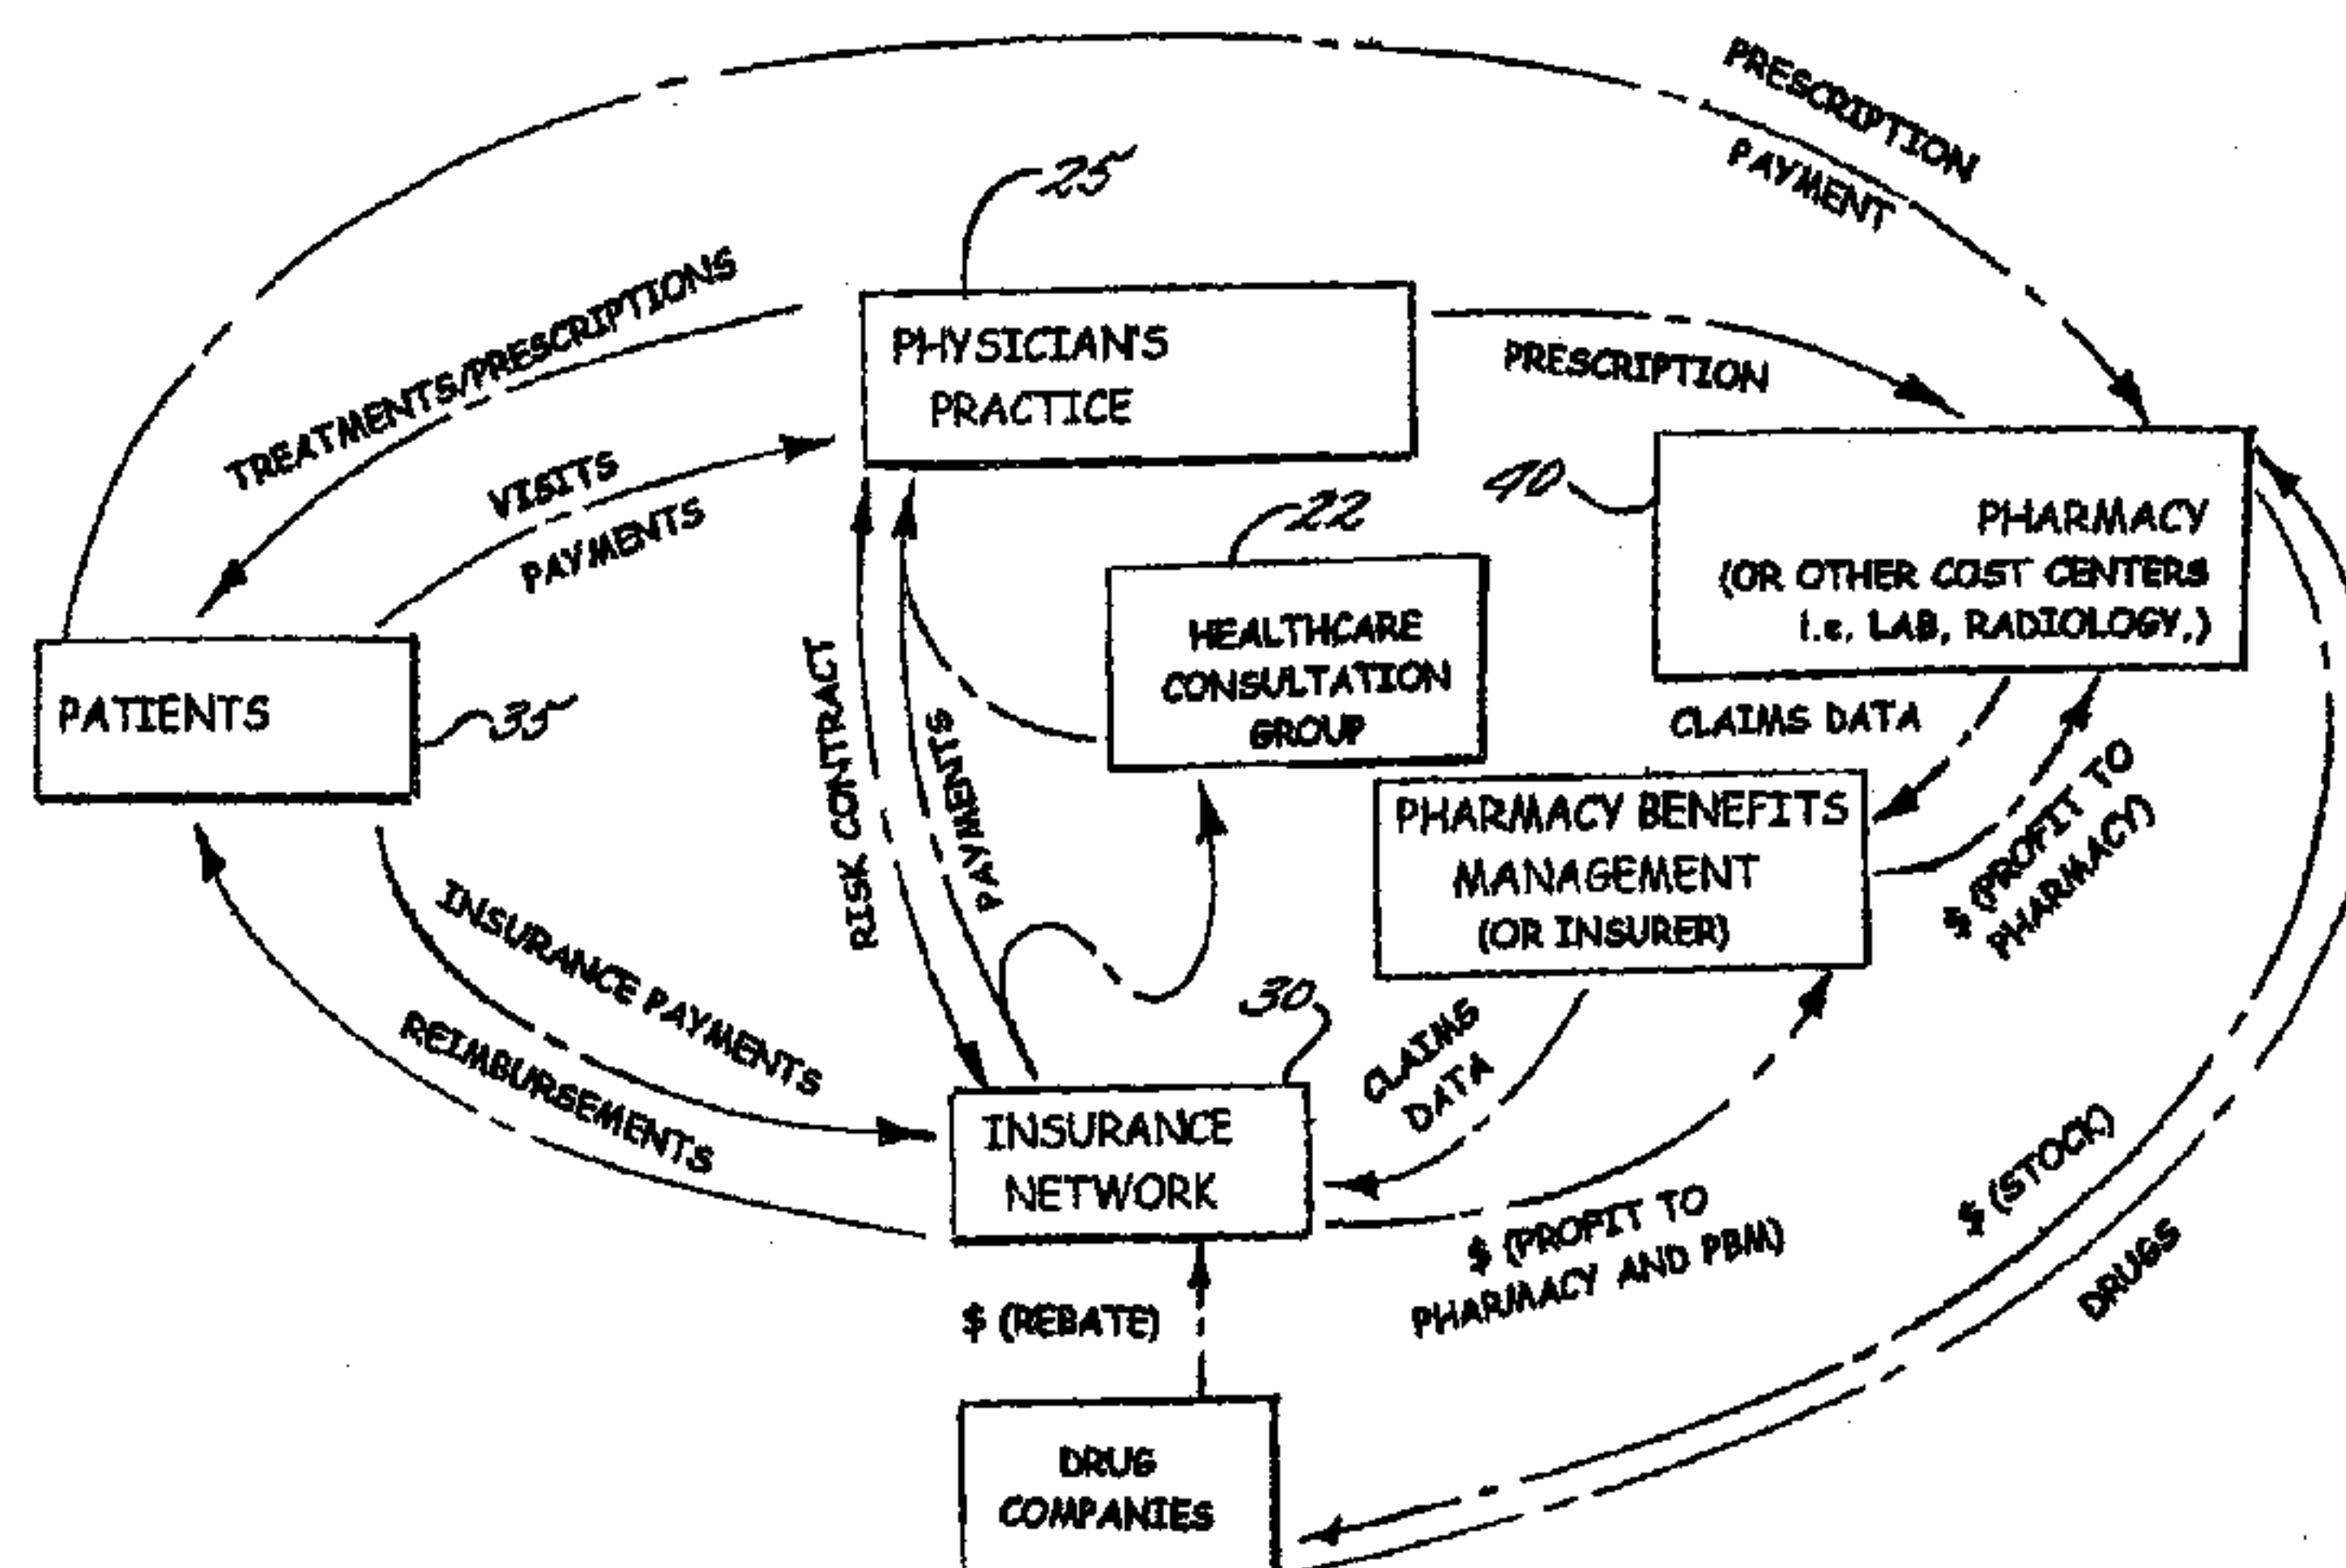 PRESCRIPTION
PAYMENT
25
TREATMENTS/PRESCRIPTIONS
PHYSICIAN'S
PRACTICE
PRESCRIPTION
VISITS
PAYMENTS
40
22
PHARMACY
(OR OTHER COST CENTERS
i.e. LAB, RADIOLOGY,)
HEALTHCARE
CONSULTATION
GROUP
PATIENTS
35
RISK CONTRACT
PAYMENTS
CLAIMS DATA
$ (PROFIT TO
PHARMACY)
PHARMACY BENEFITS
MANAGEMENT
(OR INSURER)
INSURANCE PAYMENTS
REIMBURSEMENTS
30
CLAIMS
DATA
INSURANCE
NETWORK
$ (PROFIT TO
PHARMACY AND PBM)
$ (STOCK)
DRUGS
$ (REBATE)
DRUG
COMPANIES